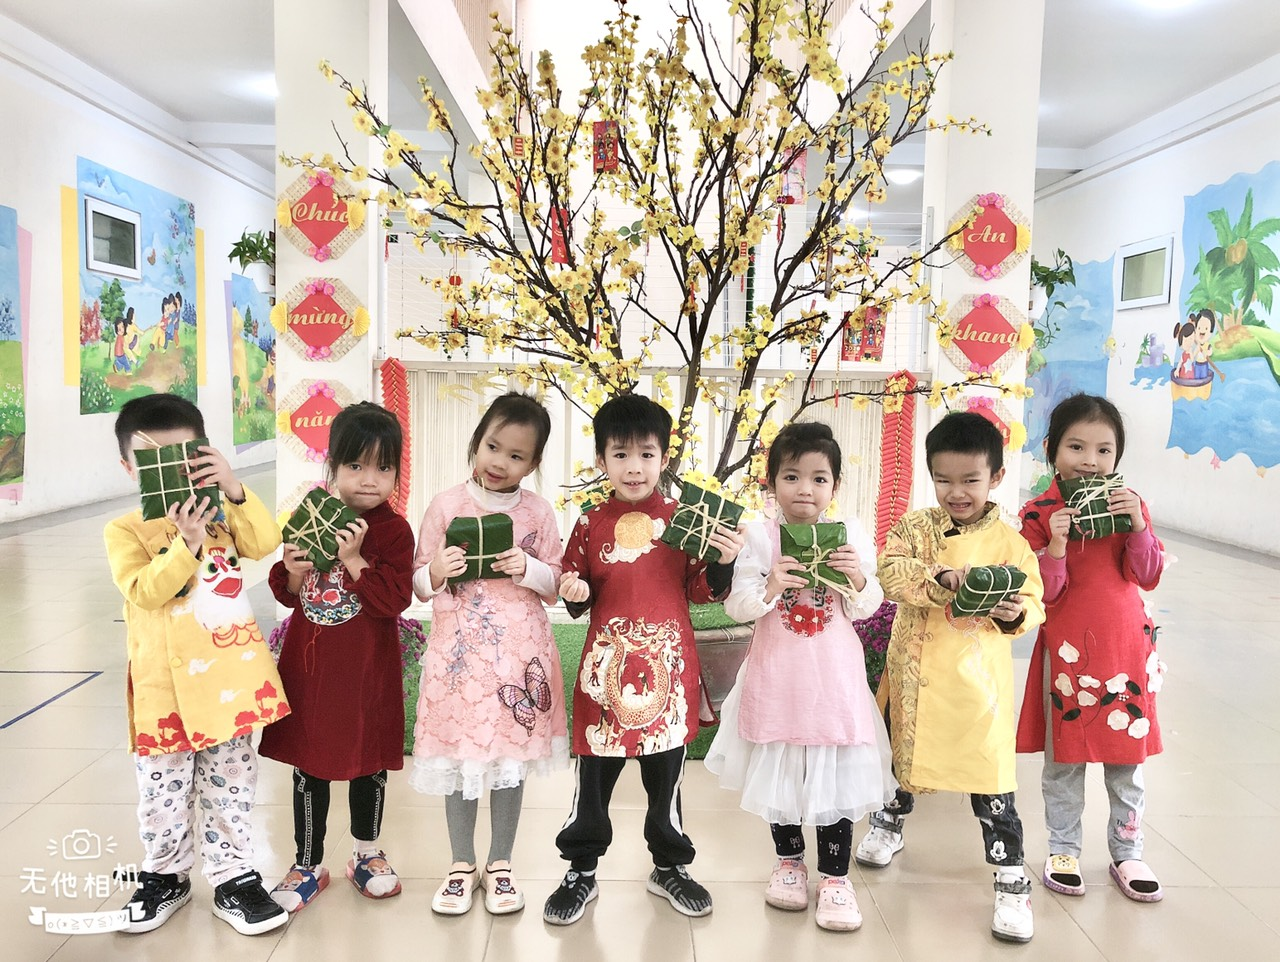 Chúc
mừng
năm
An
khang
无他相机